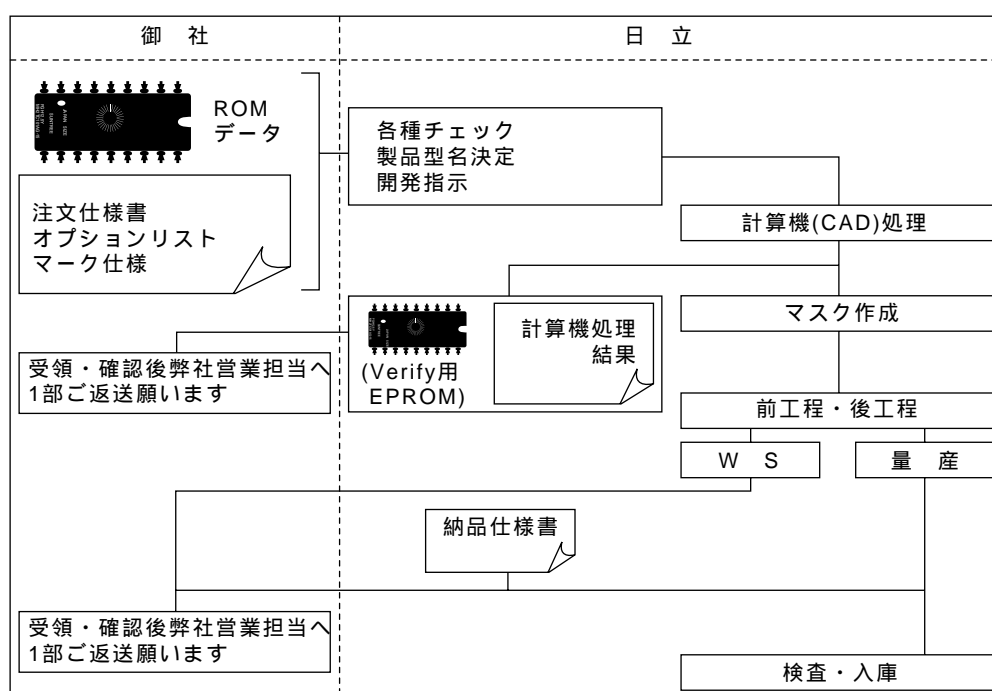 御 社
日 立
ROM
データ
各種チェック
製品型名決定
開発指示
注文仕様書
オプションリスト
マーク仕様
計算機(CAD)処理
計算機処理
結果
(Verify用
EPROM)
マスク作成
受領・確認後弊社営業担当へ
1部ご返送願います
前工程・後工程
W S
量 産
納品仕様書
受領・確認後弊社営業担当へ
1部ご返送願います
検査・入庫